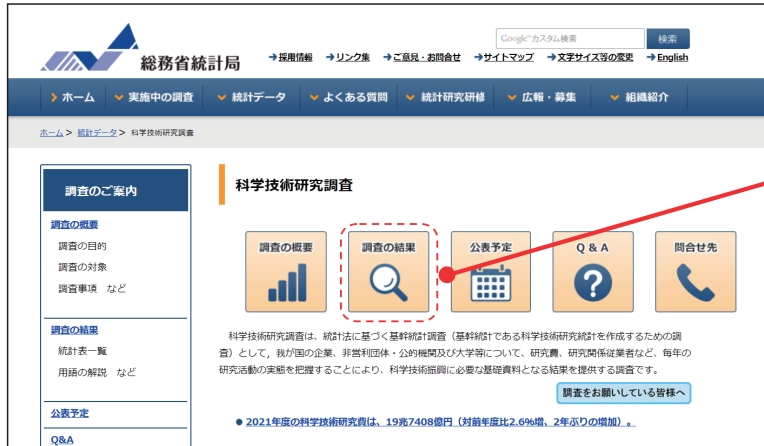 Google™カスタム検索
検索
総務省統計局
採用情報 リンク集 ご意見・お問合せ サイトマップ 文字サイズ等の変更 English
ホーム 実施中の調査 統計データ よくある質問 統計研究研修 広報・募集 組織紹介
ホーム > 統計データ > 科学技術研究調査
調査のご案内
調査の概要
調査の目的
調査の対象
調査事項 など
調査の結果
統計表一覧
用語の解説 など
公表予定
Q&A
科学技術研究調査
調査の概要
調査の結果
公表予定
Q & A
問合せ先
科学技術研究調査は、統計法に基づく基幹統計調査（基幹統計である科学技術研究統計を作成するための調
査）として，我が国の企業、非営利団体・公的機関及び大学等について、研究費、研究関係従業者など、毎年の
研究活動の実態を把握することにより、科学技術振興に必要な基礎資料となる結果を提供する調査です。
調査をお願いしている皆様へ
● 2021年度の科学技術研究費は、19兆7408億円（対前年度比2.6%増、2年ぶりの増加）。